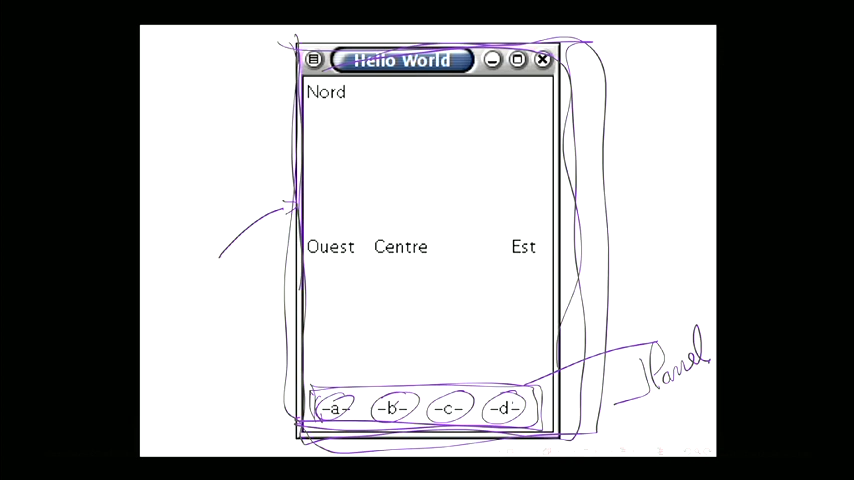 Hello World
Nord
Ouest Centre Est
-a- -b- -c- -d-
JPanel